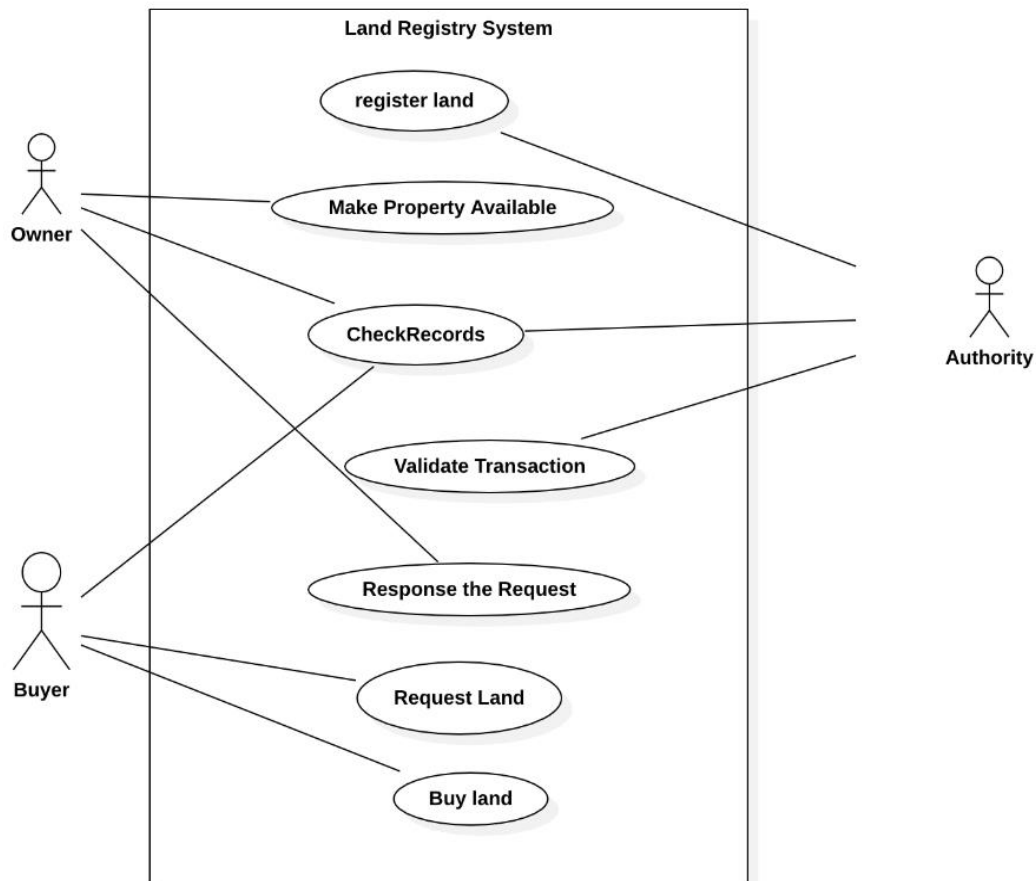 Land Registry System
register land
Make Property Available
Owner
CheckRecords
Authority
Validate Transaction
Response the Request
Buyer
Request Land
Buy land